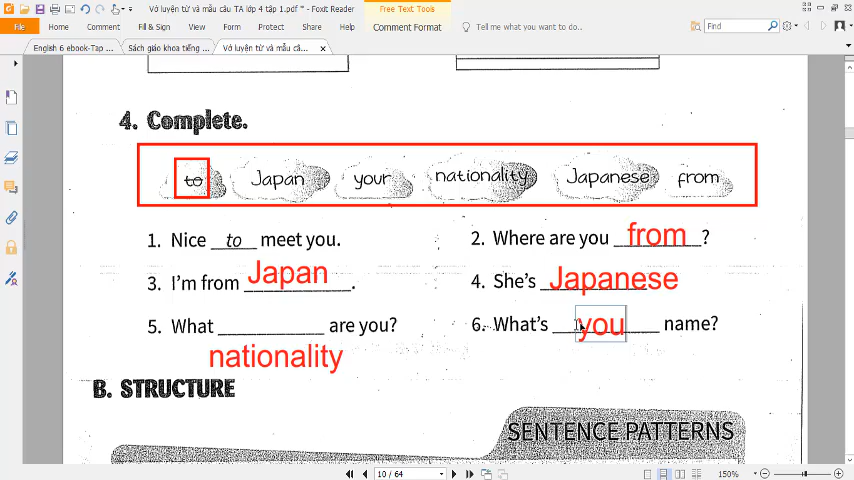 Vở luyện từ và mẫu câu TA lớp 4 tập 1.pdf * - Foxit Reader
Free Text Tools
File Home Comment Fill & Sign View Form Protect Share Help Extras Comment Format Tell me what you want to do... Find
English 6 ebook-Tap ... Sách giáo khoa tiếng ... Vở luyện từ và mẫu câ...
4. Complete.
to Japan your nationality Japanese from
1. Nice to meet you.
2. Where are you from ?
3. I'm from Japan .
4. She's Japanese
5. What ____________ are you?
nationality
6. What's you name?
B. STRUCTURE
SENTENCE PATTERNS
10 / 64
150%